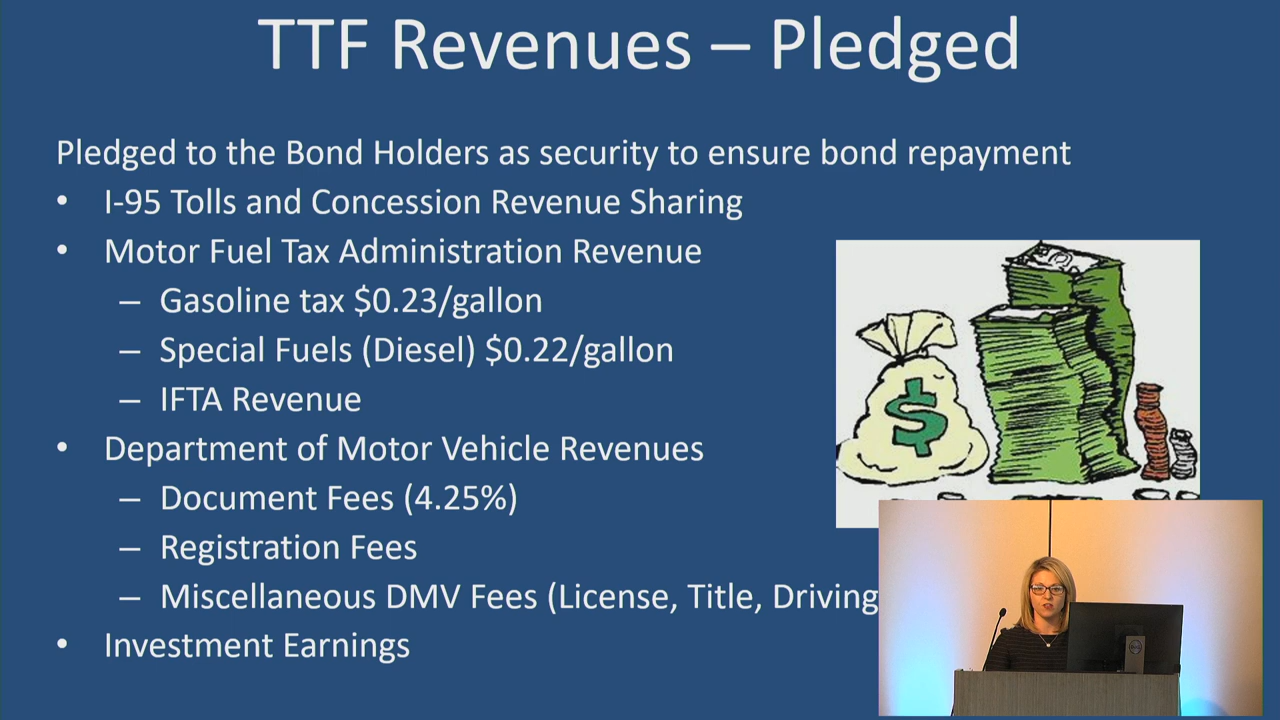 TTF Revenues – Pledged
Pledged to the Bond Holders as security to ensure bond repayment
• I-95 Tolls and Concession Revenue Sharing
• Motor Fuel Tax Administration Revenue
– Gasoline tax $0.23/gallon
– Special Fuels (Diesel) $0.22/gallon
– IFTA Revenue
• Department of Motor Vehicle Revenues
– Document Fees (4.25%)
– Registration Fees
– Miscellaneous DMV Fees (License, Title, Driving
• Investment Earnings
$